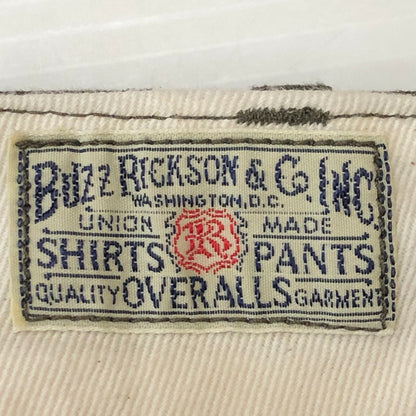 BUZZ RICKSON & CO. INC.
WASHINGTON, D.C.
UNION MADE
SHIRTS PANTS
QUALITY OVERALLS GARMENT